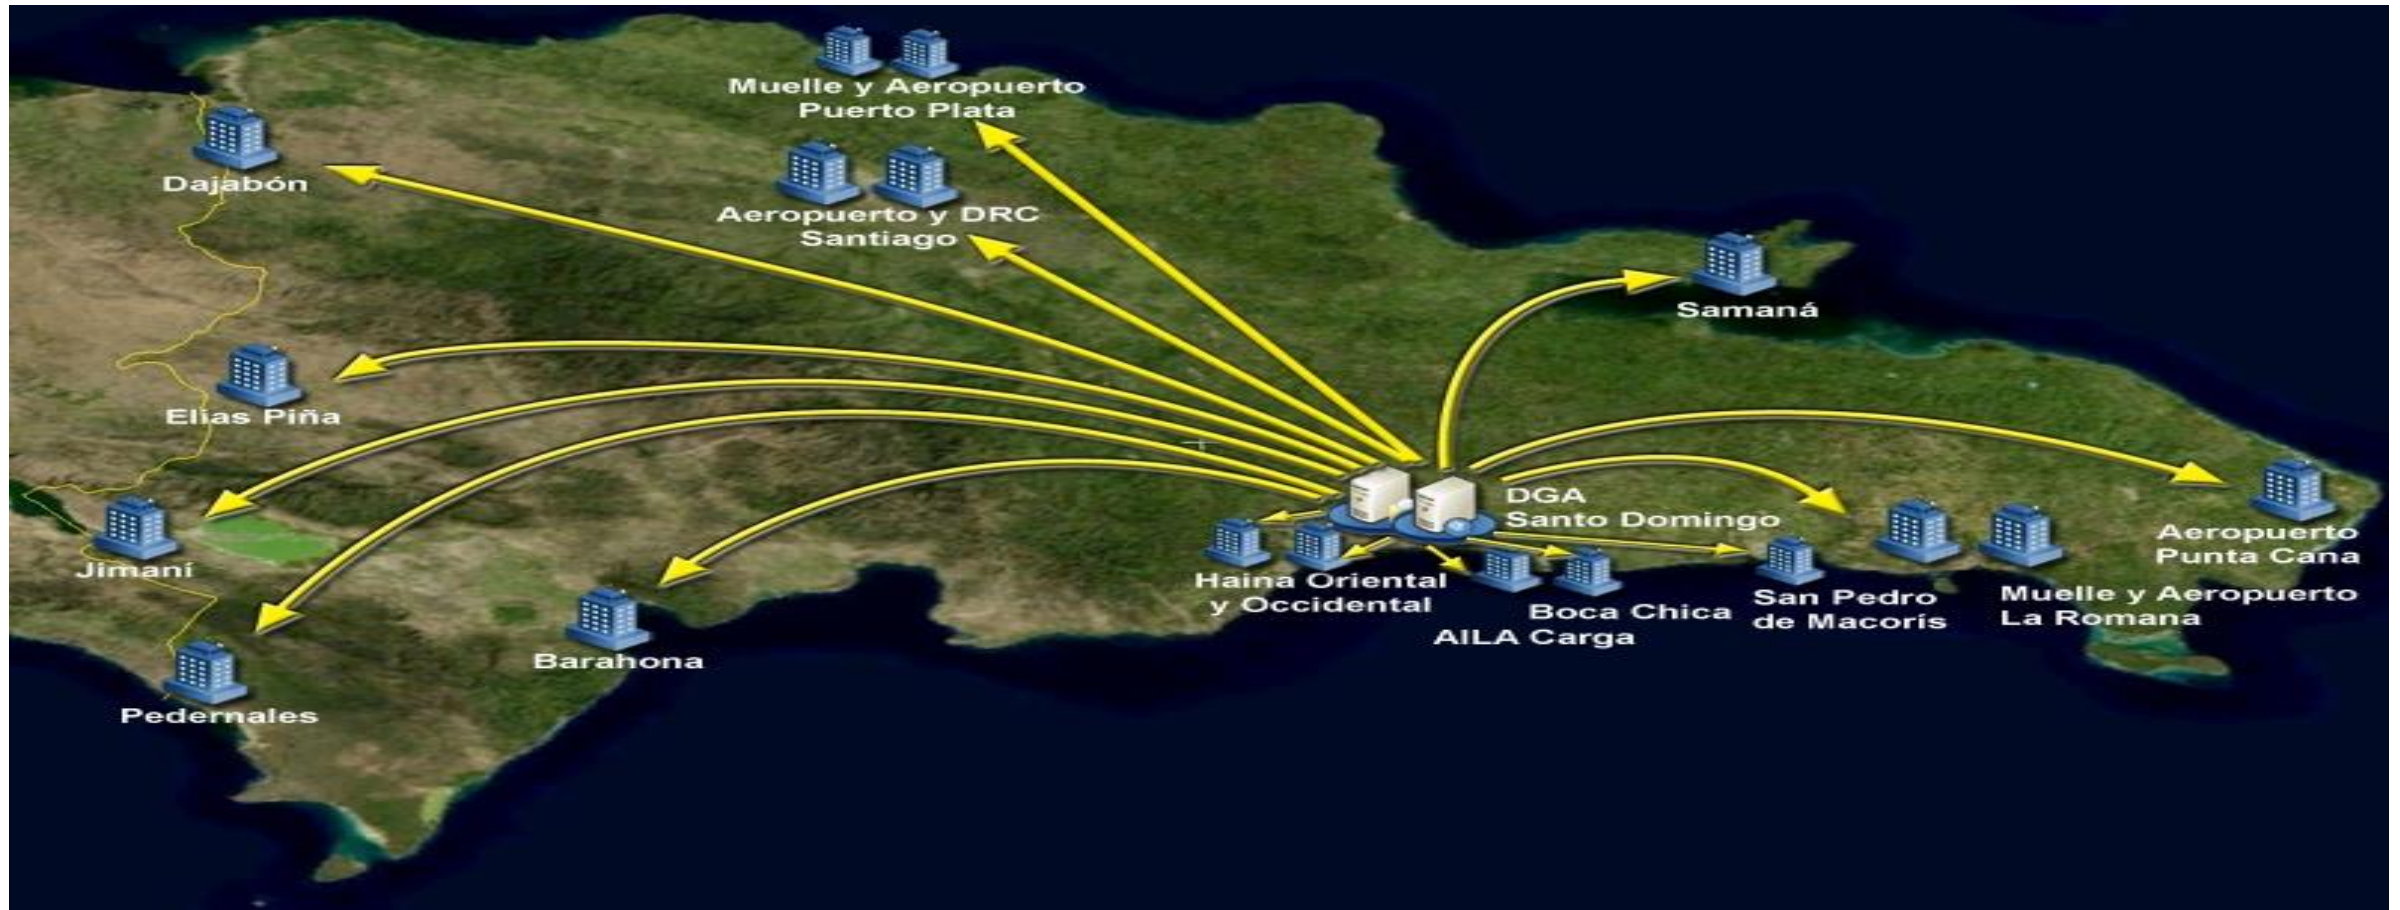 Muelle y Aeropuerto
Puerto Plata
Dajabón
Aeropuerto y DRC
Santiago
Samaná
Elías Piña
DGA
Santo Domingo
Aeropuerto
Punta Cana
Jimaní
Haina Oriental
y Occidental
Boca Chica
AILA Carga
San Pedro
de Macorís
Muelle y Aeropuerto
La Romana
Barahona
Pedernales